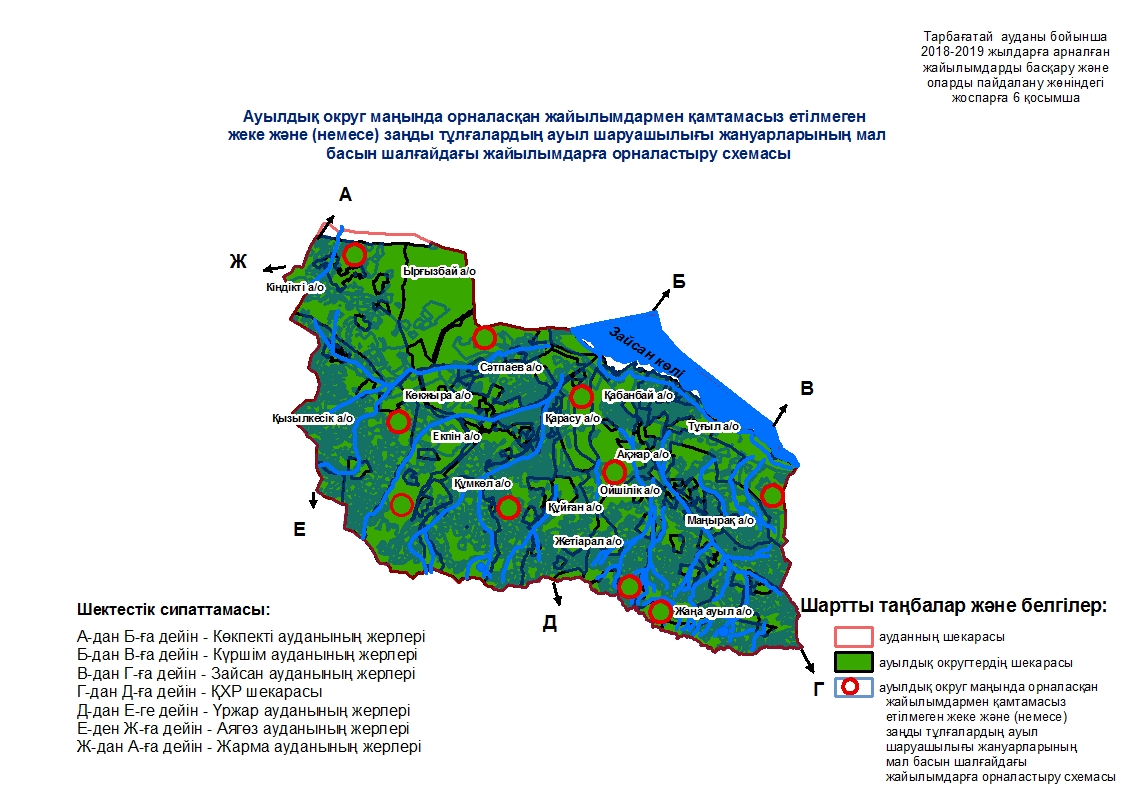 Тарбағатай ауданы бойынша
2018-2019 жылдарға арналған
жайылымдарды басқару және
оларды пайдалану жөніндегі
жоспарға 6 қосымша
Ауылдық округ маңында орналасқан жайылымдармен қамтамасыз етілмеген
жеке және (немесе) заңды тұлғалардың ауыл шаруашылығы жануарларының мал
басын шалғайдағы жайылымдарға орналастыру схемасы
А
Ж
Ырғызбай а/о
Кіндікті а/о
Б
Зайсан көлі
Сәтпаев а/о
В
Көкжыра а/о
Қабанбай а/о
Қызылкесік а/о
Қарасу а/о
Тұғыл а/о
Екпін а/о
Ақжар а/о
Құмкөл а/о
Ойшілік а/о
Құйған а/о
Маңырақ а/о
Е
Жетіарал а/о
Жаңа ауыл а/о
Д
Г
Шектестік сипаттамасы:
А-дан Б-ға дейін - Көкпекті ауданының жерлері
Б-дан В-ға дейін - Күршім ауданының жерлері
В-дан Г-ға дейін - Зайсан ауданының жерлері
Г-дан Д-ға дейін - ҚХР шекарасы
Д-дан Е-ге дейін - Үржар ауданының жерлері
Е-ден Ж-ға дейін - Аягөз ауданының жерлері
Ж-дан А-ға дейін - Жарма ауданының жерлері
Шартты таңбалар және белгілер:
ауданның шекарасы
ауылдық округтердің шекарасы
ауылдық округ маңында орналасқан
жайылымдармен қамтамасыз
етілмеген жеке және (немесе)
заңды тұлғалардың ауыл
шаруашылығы жануарларының
мал басын шалғайдағы
жайылымдарға орналастыру схемасы